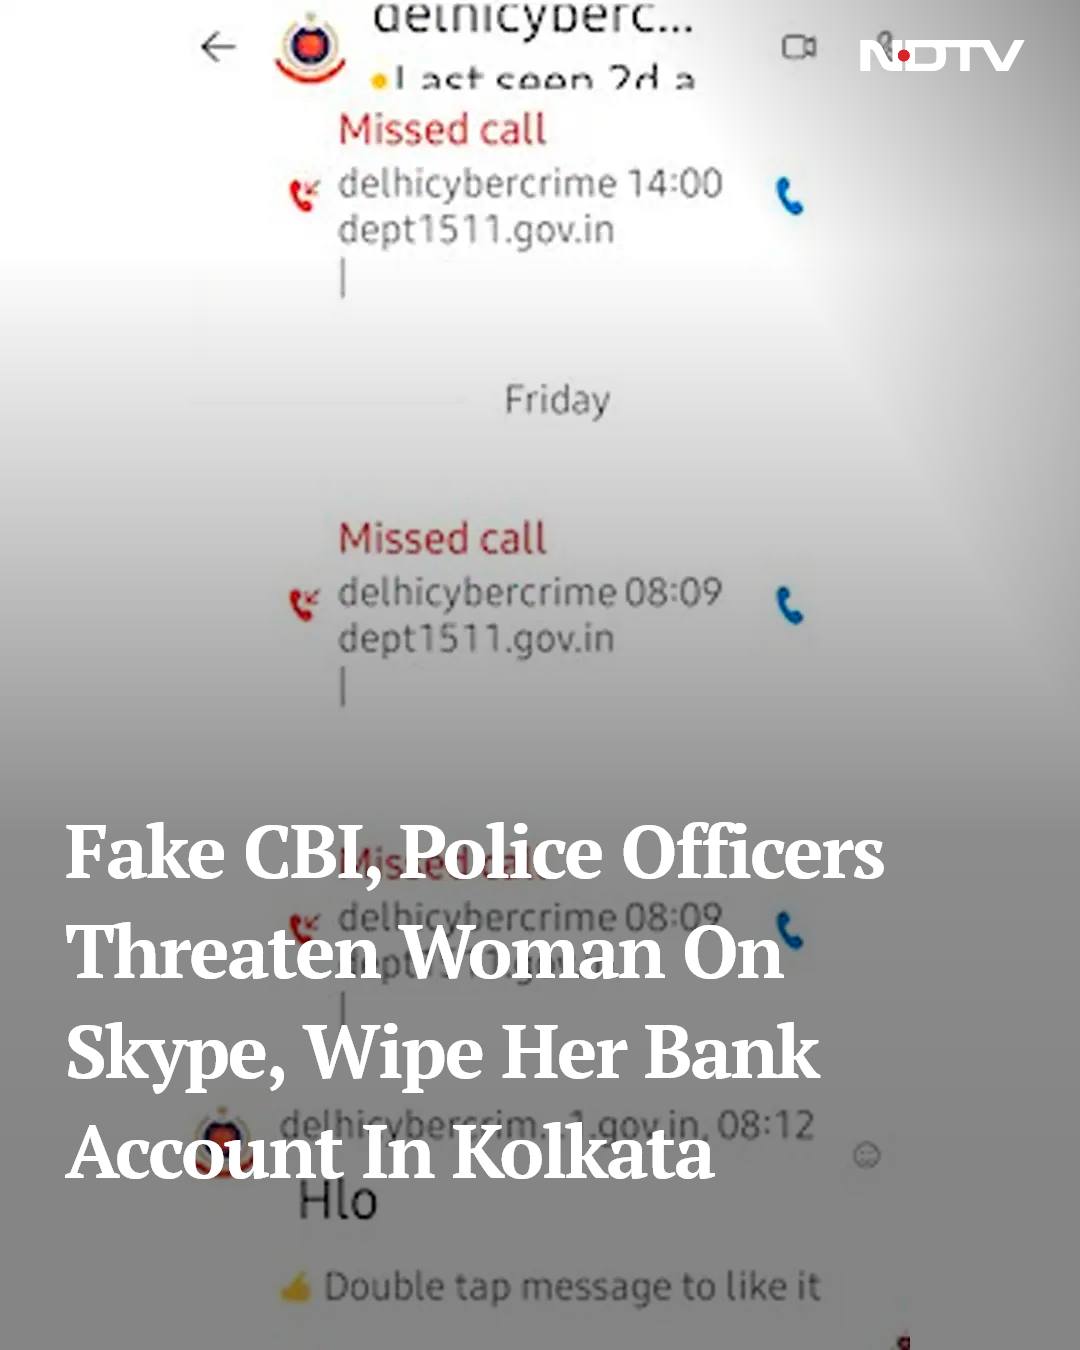 delhicyberc...
Last seen 2d a
NDTV
Missed call
delhicybercrime 14:00
dept1511.gov.in
|
Friday
Missed call
delhicybercrime 08:09
dept1511.gov.in
|
Missed call
delhicybercrime 08:09
|
Fake CBI, Police Officers
Threaten Woman On
Skype, Wipe Her Bank
Account In Kolkata
delhicybercrim...1.gov.in, 08:12
Hlo
Double tap message to like it